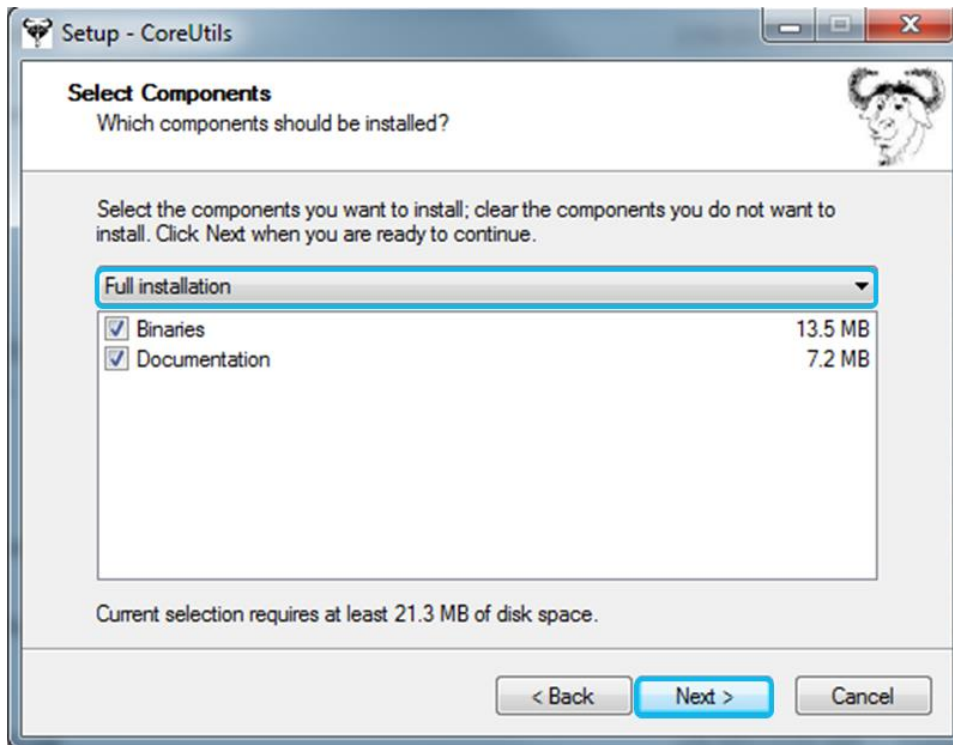 Setup - CoreUtils
Select Components
Which components should be installed?
Select the components you want to install; clear the components you do not want to
install. Click Next when you are ready to continue.
Full installation
Binaries 13.5 MB
Documentation 7.2 MB
Current selection requires at least 21.3 MB of disk space.
< Back Next > Cancel